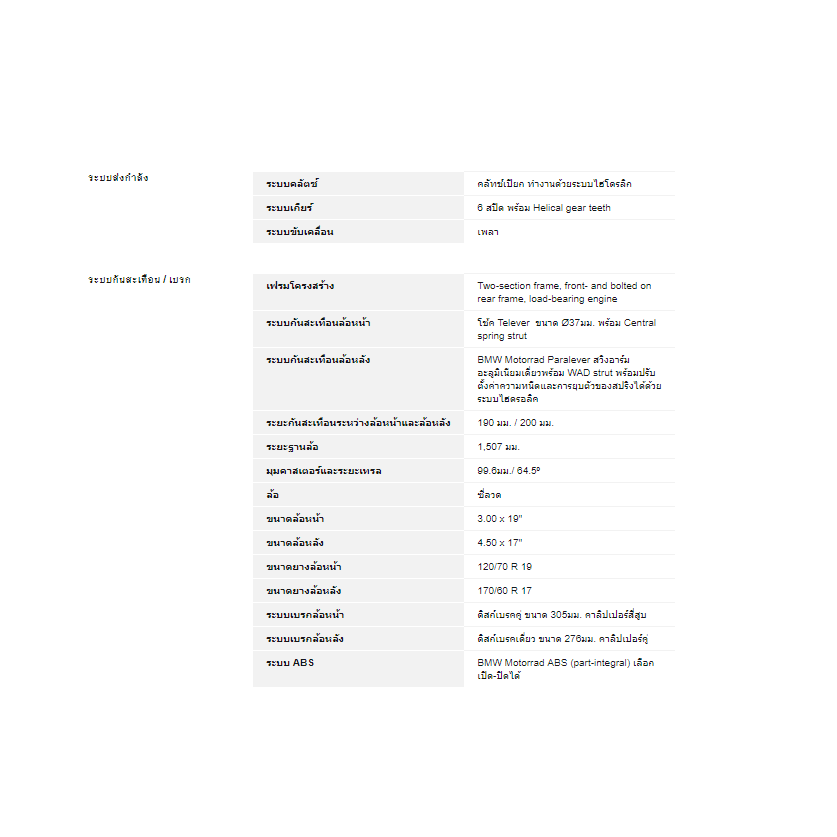 ระบบส่งกำลัง
ระบบคลัตช์ คลัทช์เปียก ทำงานด้วยระบบไฮโดรลิก
ระบบเกียร์ 6 สปีด พร้อม Helical gear teeth
ระบบขับเคลื่อน เพลา
ระบบกันสะเทือน / เบรก
เฟรมโครงสร้าง Two-section frame, front- and bolted on
rear frame, load-bearing engine
ระบบกันสะเทือนล้อหน้า โช้ค Telever ขนาด Ø37มม. พร้อม Central
spring strut
ระบบกันสะเทือนล้อหลัง BMW Motorrad Paralever สวิงอาร์ม
อะลูมิเนียมเดี่ยวพร้อม WAD strut พร้อมปรับ
ตั้งค่าความหนืดและการยุบตัวของสปริงได้ด้วย
ระบบไฮดรอลิค
ระยะกันสะเทือนระหว่างล้อหน้าและล้อหลัง 190 มม. / 200 มม.
ระยะฐานล้อ 1,507 มม.
มุมคาสเตอร์และระยะเทรล 99.6มม./ 64.5º
ล้อ ซี่ลวด
ขนาดล้อหน้า 3.00 x 19"
ขนาดล้อหลัง 4.50 x 17"
ขนาดยางล้อหน้า 120/70 R 19
ขนาดยางล้อหลัง 170/60 R 17
ระบบเบรกล้อหน้า ดิสก์เบรคคู่ ขนาด 305มม. คาลิปเปอร์สี่สูบ
ระบบเบรกล้อหลัง ดิสก์เบรคเดี่ยว ขนาด 276มม. คาลิปเปอร์คู่
ระบบ ABS BMW Motorrad ABS (part-integral) เลือก
เปิด-ปิดได้